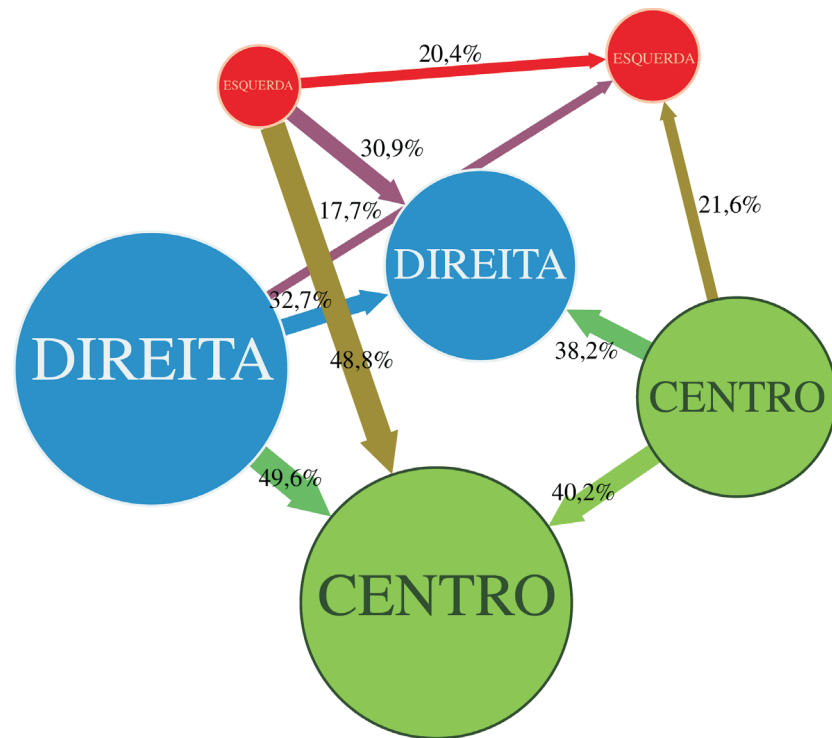 20,4%
ESQUERDA
ESQUERDA
30,9%
17,7%
21,6%
DIREITA
32,7%
DIREITA
48,8%
38,2%
CENTRO
49,6%
40,2%
CENTRO